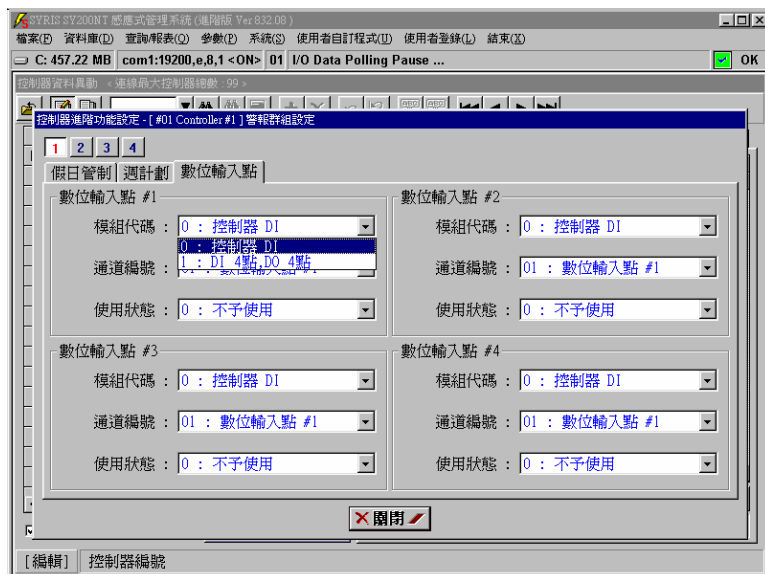 SYRIS SY200NT 感應式管理系統 (進階版 Ver 832.08 )
檔案(F) 資料庫(D) 查詢/報表(Q) 參數(P) 系統(S) 使用者自訂程式(U) 使用者登錄(L) 結束(X)
C: 457.22 MB com1:19200,e,8,1 <ON> 01 I/O Data Polling Pause ... OK
控制器資料異動 < 連線最大控制器總數 : 99 >
控制器進階功能設定 - [ #01 Controller #1 ] 警報群組設定
1 2 3 4
假日管制 週計劃 數位輸入點
數位輸入點 #1
模組代碼 : 0 : 控制器 DI
0 : 控制器 DI
1 : DI 4點,DO 4點
通道編號 :
使用狀態 : 0 : 不予使用
數位輸入點 #2
模組代碼 : 0 : 控制器 DI
通道編號 : 01 : 數位輸入點 #1
使用狀態 : 0 : 不予使用
數位輸入點 #3
模組代碼 : 0 : 控制器 DI
通道編號 : 01 : 數位輸入點 #1
使用狀態 : 0 : 不予使用
數位輸入點 #4
模組代碼 : 0 : 控制器 DI
通道編號 : 01 : 數位輸入點 #1
使用狀態 : 0 : 不予使用
關閉
[編輯] 控制器編號